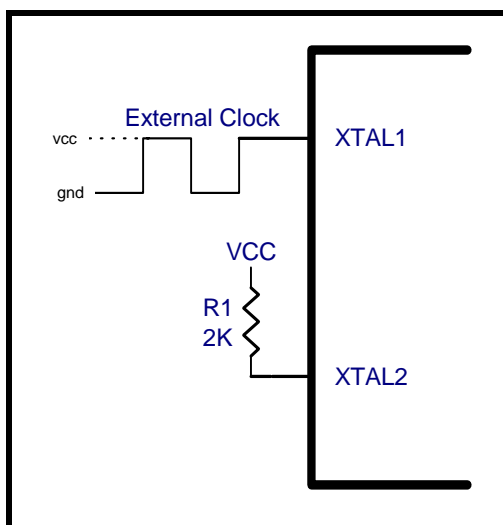 External Clock
vcc
XTAL1
gnd
VCC
R1
2K
XTAL2